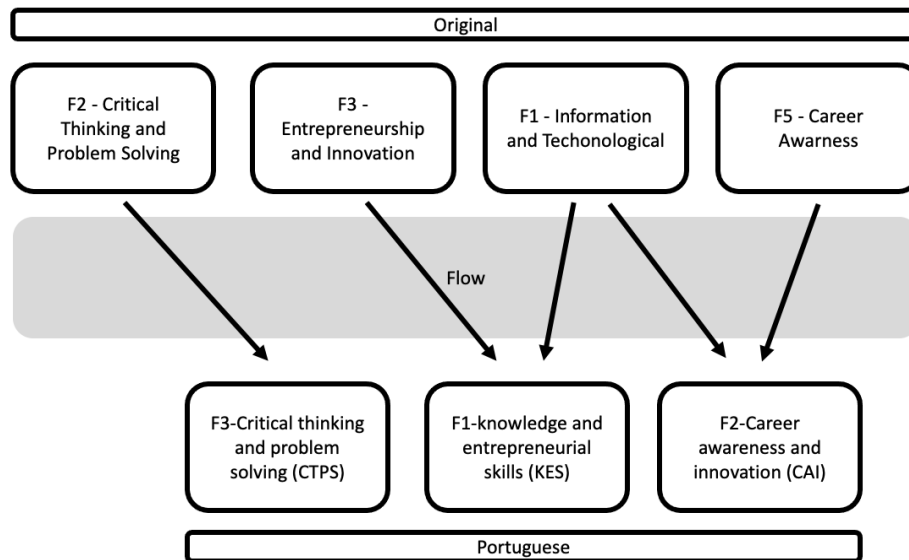 Original
F2 - Critical
Thinking and
Problem Solving
F3 -
Entrepreneurship
and Innovation
F1 - Information
and Techonological
F5 - Career
Awarness
Flow
F3-Critical thinking
and problem
solving (CTPS)
F1-knowledge and
entrepreneurial
skills (KES)
F2-Career
awareness and
innovation (CAI)
Portuguese